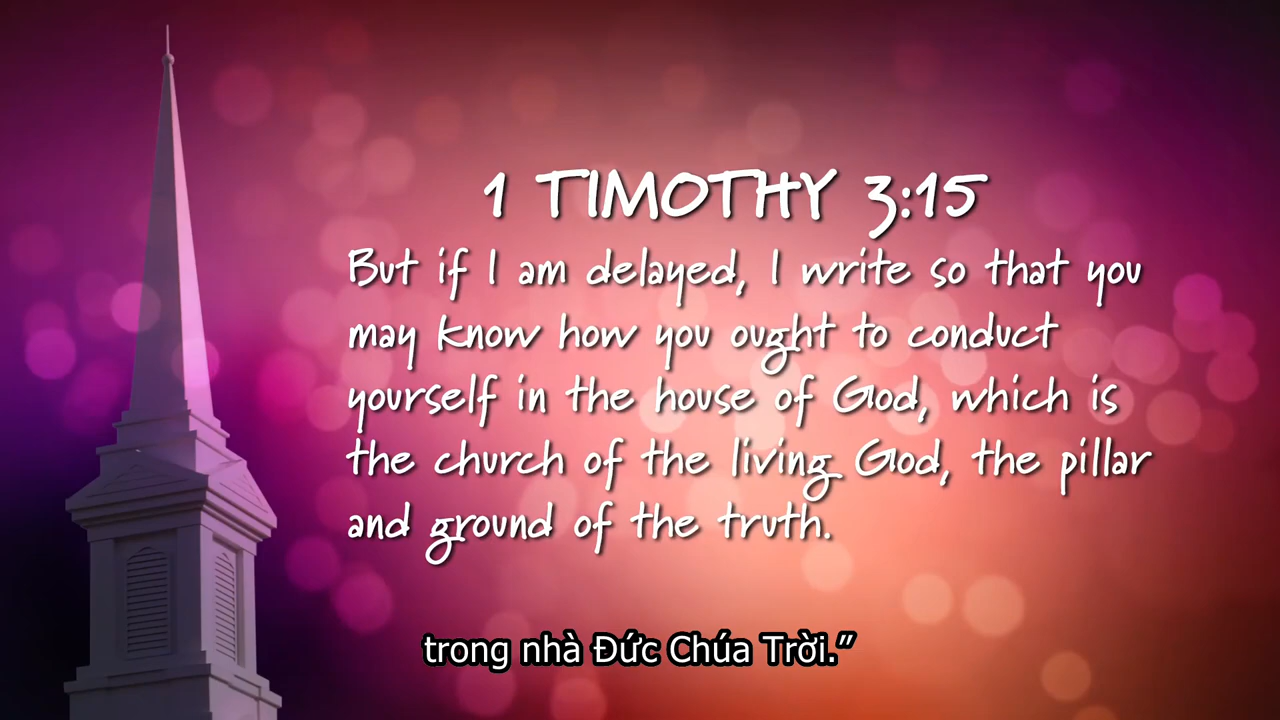 1 TIMOTHY 3:15
But if I am delayed, I write so that you
may know how you ought to conduct
yourself in the house of God, which is
the church of the living God, the pillar
and ground of the truth.
trong nhà Đức Chúa Trời.”